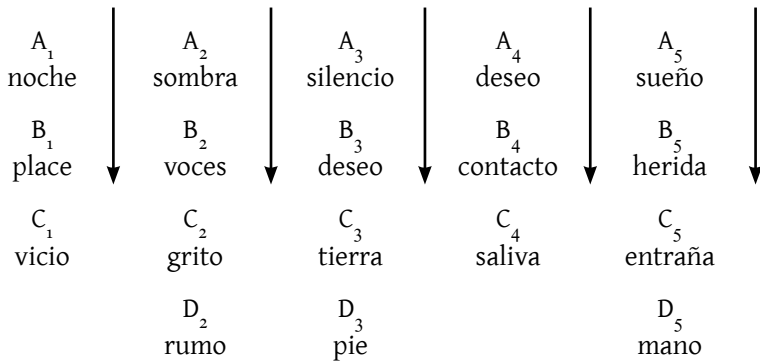 A₁ A₂ A₃ A₄ A₅
noche sombra silencio deseo sueño
B₁ B₂ B₃ B₄ B₅
place voces deseo contacto herida
C₁ C₂ C₃ C₄ C₅
vicio grito tierra saliva entraña
D₂ D₃ D₅
rumo pie mano